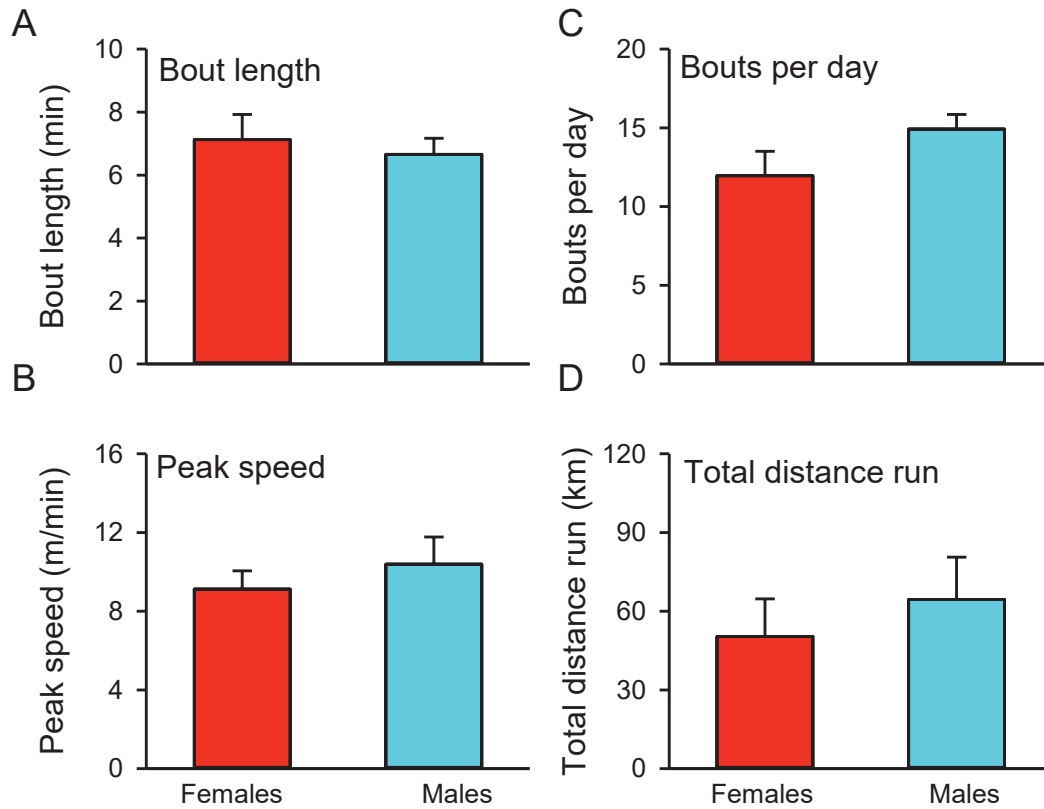 A
Bout length
Bout length (min)
10
8
6
4
2
0
C
Bouts per day
Bouts per day
20
15
10
5
0
B
Peak speed
Peak speed (m/min)
16
12
8
4
0
Females
Males
D
Total distance run
Total distance run (km)
120
90
60
30
0
Females
Males